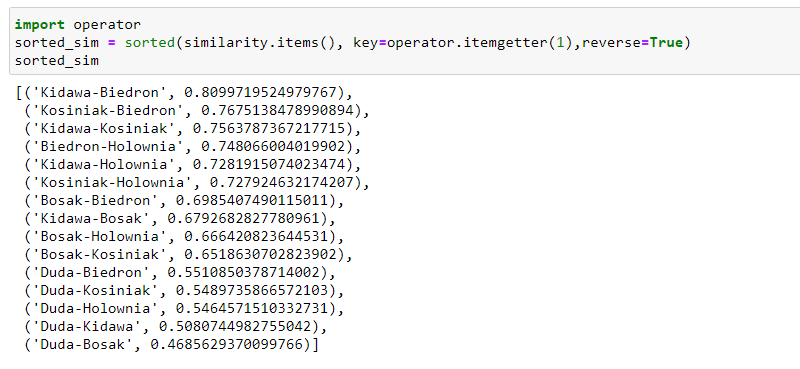 import operator
sorted_sim = sorted(similarity.items(), key=operator.itemgetter(1),reverse=True)
sorted_sim
[('Kidawa-Biedron', 0.8099719524979767),
('Kosiniak-Biedron', 0.7675138478990894),
('Kidawa-Kosiniak', 0.7563787367217715),
('Biedron-Holownia', 0.748066004019902),
('Kidawa-Holownia', 0.7281915074023474),
('Kosiniak-Holownia', 0.727924632174207),
('Bosak-Biedron', 0.6985407490115011),
('Kidawa-Bosak', 0.6792682827780961),
('Bosak-Holownia', 0.666420823644531),
('Bosak-Kosiniak', 0.6518630702823902),
('Duda-Biedron', 0.5510850378714002),
('Duda-Kosiniak', 0.5489735866572103),
('Duda-Holownia', 0.5464571510332731),
('Duda-Kidawa', 0.5080744982755042),
('Duda-Bosak', 0.4685629370099766)]